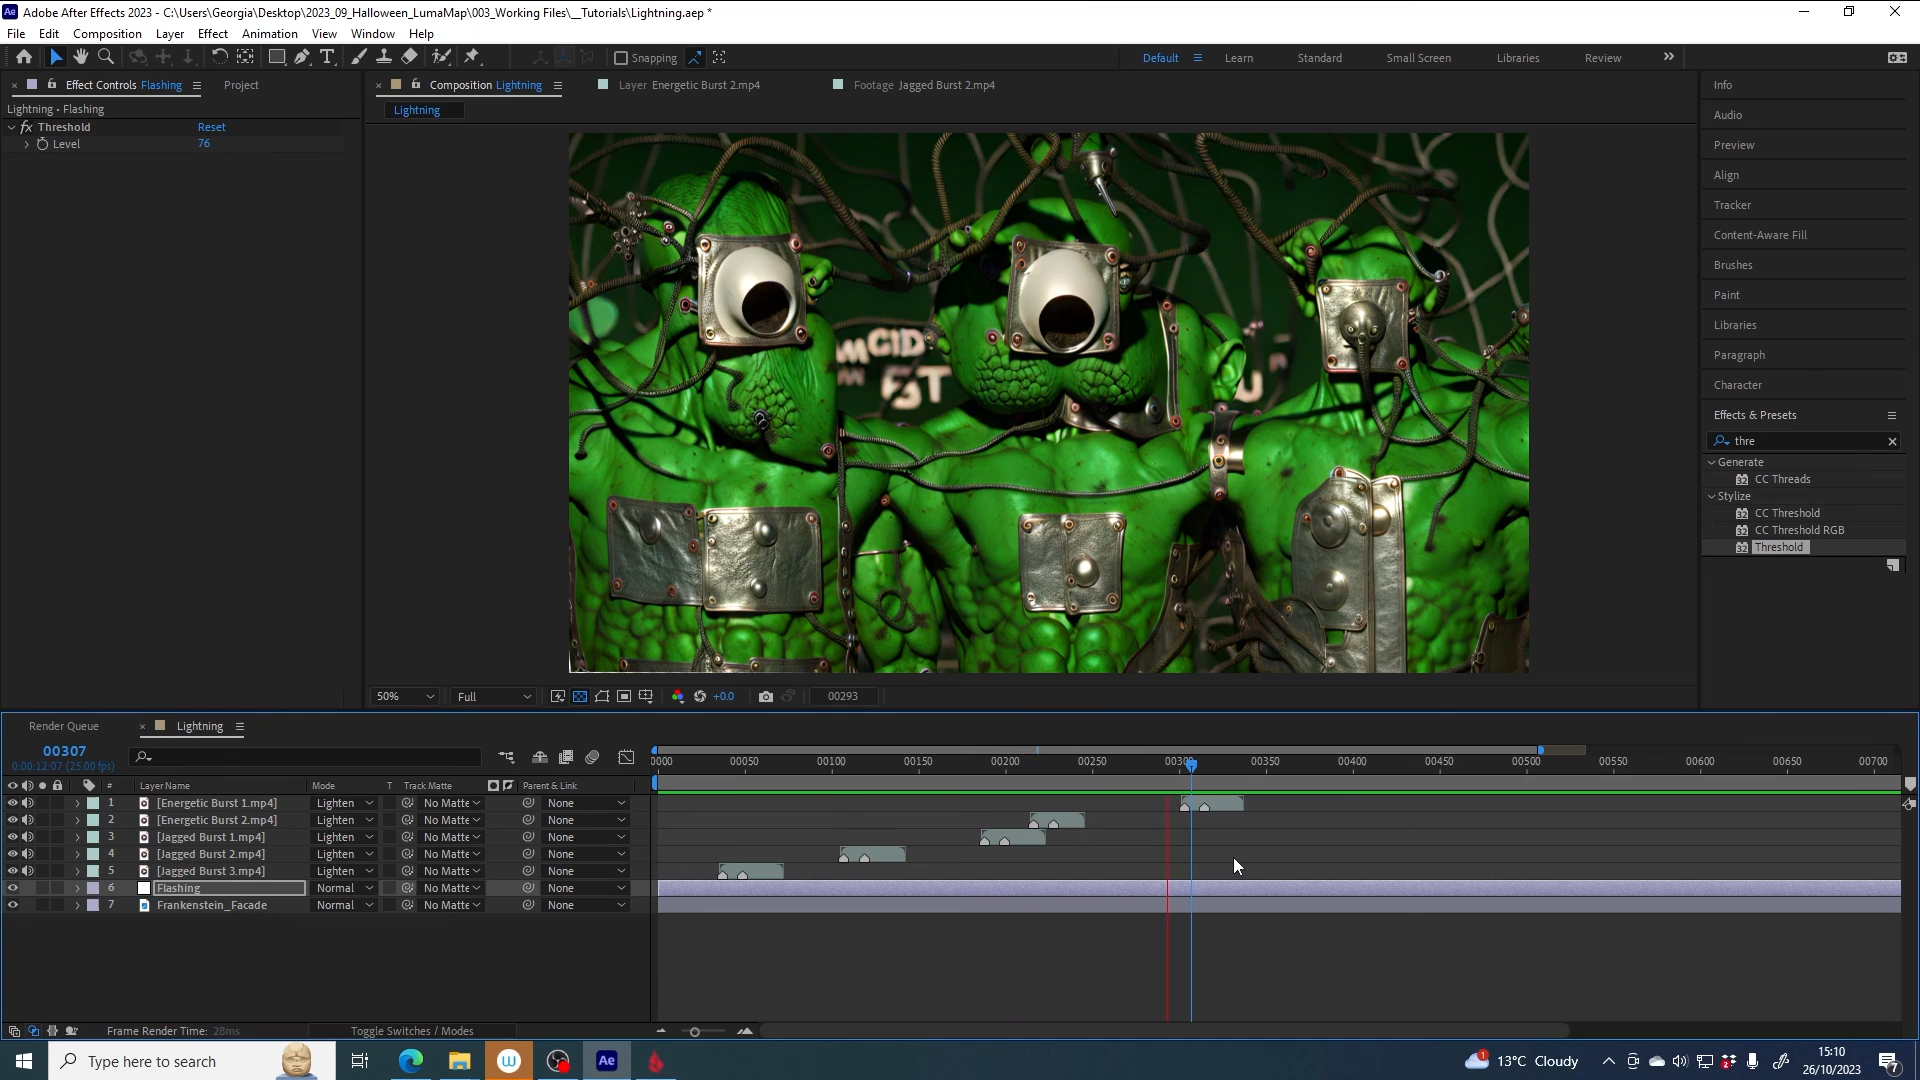 Adobe After Effects 2023 - C:\Users\Georgia\Desktop\2023_09_Halloween_LumaMap\003_Working Files\__Tutorials\Lightning.aep *
File Edit Composition Layer Effect Animation View Window Help
Snapping Default Learn Standard Small Screen Libraries Review
Effect Controls Flashing Project
Composition Lightning Layer Energetic Burst 2.mp4 Footage Jagged Burst 2.mp4
Lightning • Flashing
Lightning
fx Threshold Reset
Level 76
CID
ST
Info
Audio
Preview
Align
Tracker
Content-Aware Fill
Brushes
Paint
Libraries
Paragraph
Character
Effects & Presets
thre
Generate
CC Threads
Stylize
CC Threshold
CC Threshold RGB
Threshold
50% Full +0.0 00293
Render Queue Lightning
00307
0:00:12:07 (25.00 fps)
0000 00050 00100 00150 00200 00250 00300 00350 00400 00450 00500 00550 00600 00650 00700
# Layer Name Mode T Track Matte Parent & Link
1 [Energetic Burst 1.mp4] Lighten No Matte None
2 [Energetic Burst 2.mp4] Lighten No Matte None
3 [Jagged Burst 1.mp4] Lighten No Matte None
4 [Jagged Burst 2.mp4] Lighten No Matte None
5 [Jagged Burst 3.mp4] Lighten No Matte None
6 Flashing Normal No Matte None
7 Frankenstein_Facade Normal No Matte None
Frame Render Time: 28ms Toggle Switches / Modes
Type here to search
Ae
13°C Cloudy
15:10
26/10/2023
7